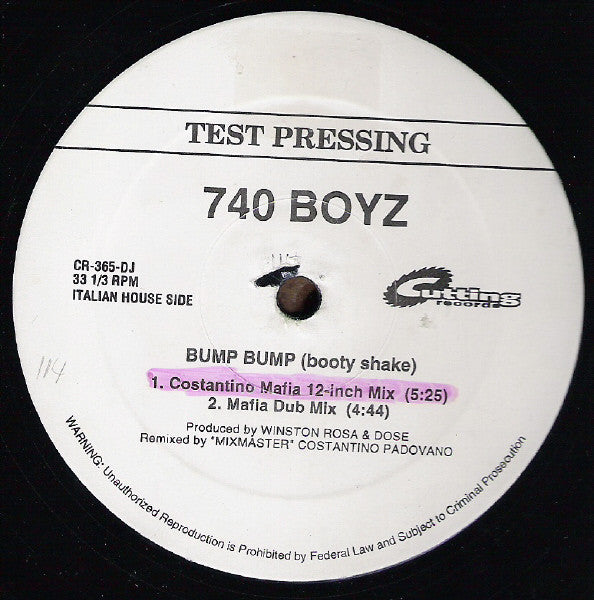 TEST PRESSING
740 BOYZ
CR-365-DJ
33 1/3 RPM
ITALIAN HOUSE SIDE
Cutting
records
BUMP BUMP (booty shake)
1. Costantino Mafia 12-inch Mix (5:25)
2. Mafia Dub Mix (4:44)
Produced by WINSTON ROSA & DOSE
Remixed by "MIXMASTER" COSTANTINO PADOVANO
114
WARNING: Unauthorized Reproduction is Prohibited by Federal Law and Subject to Criminal Prosecution